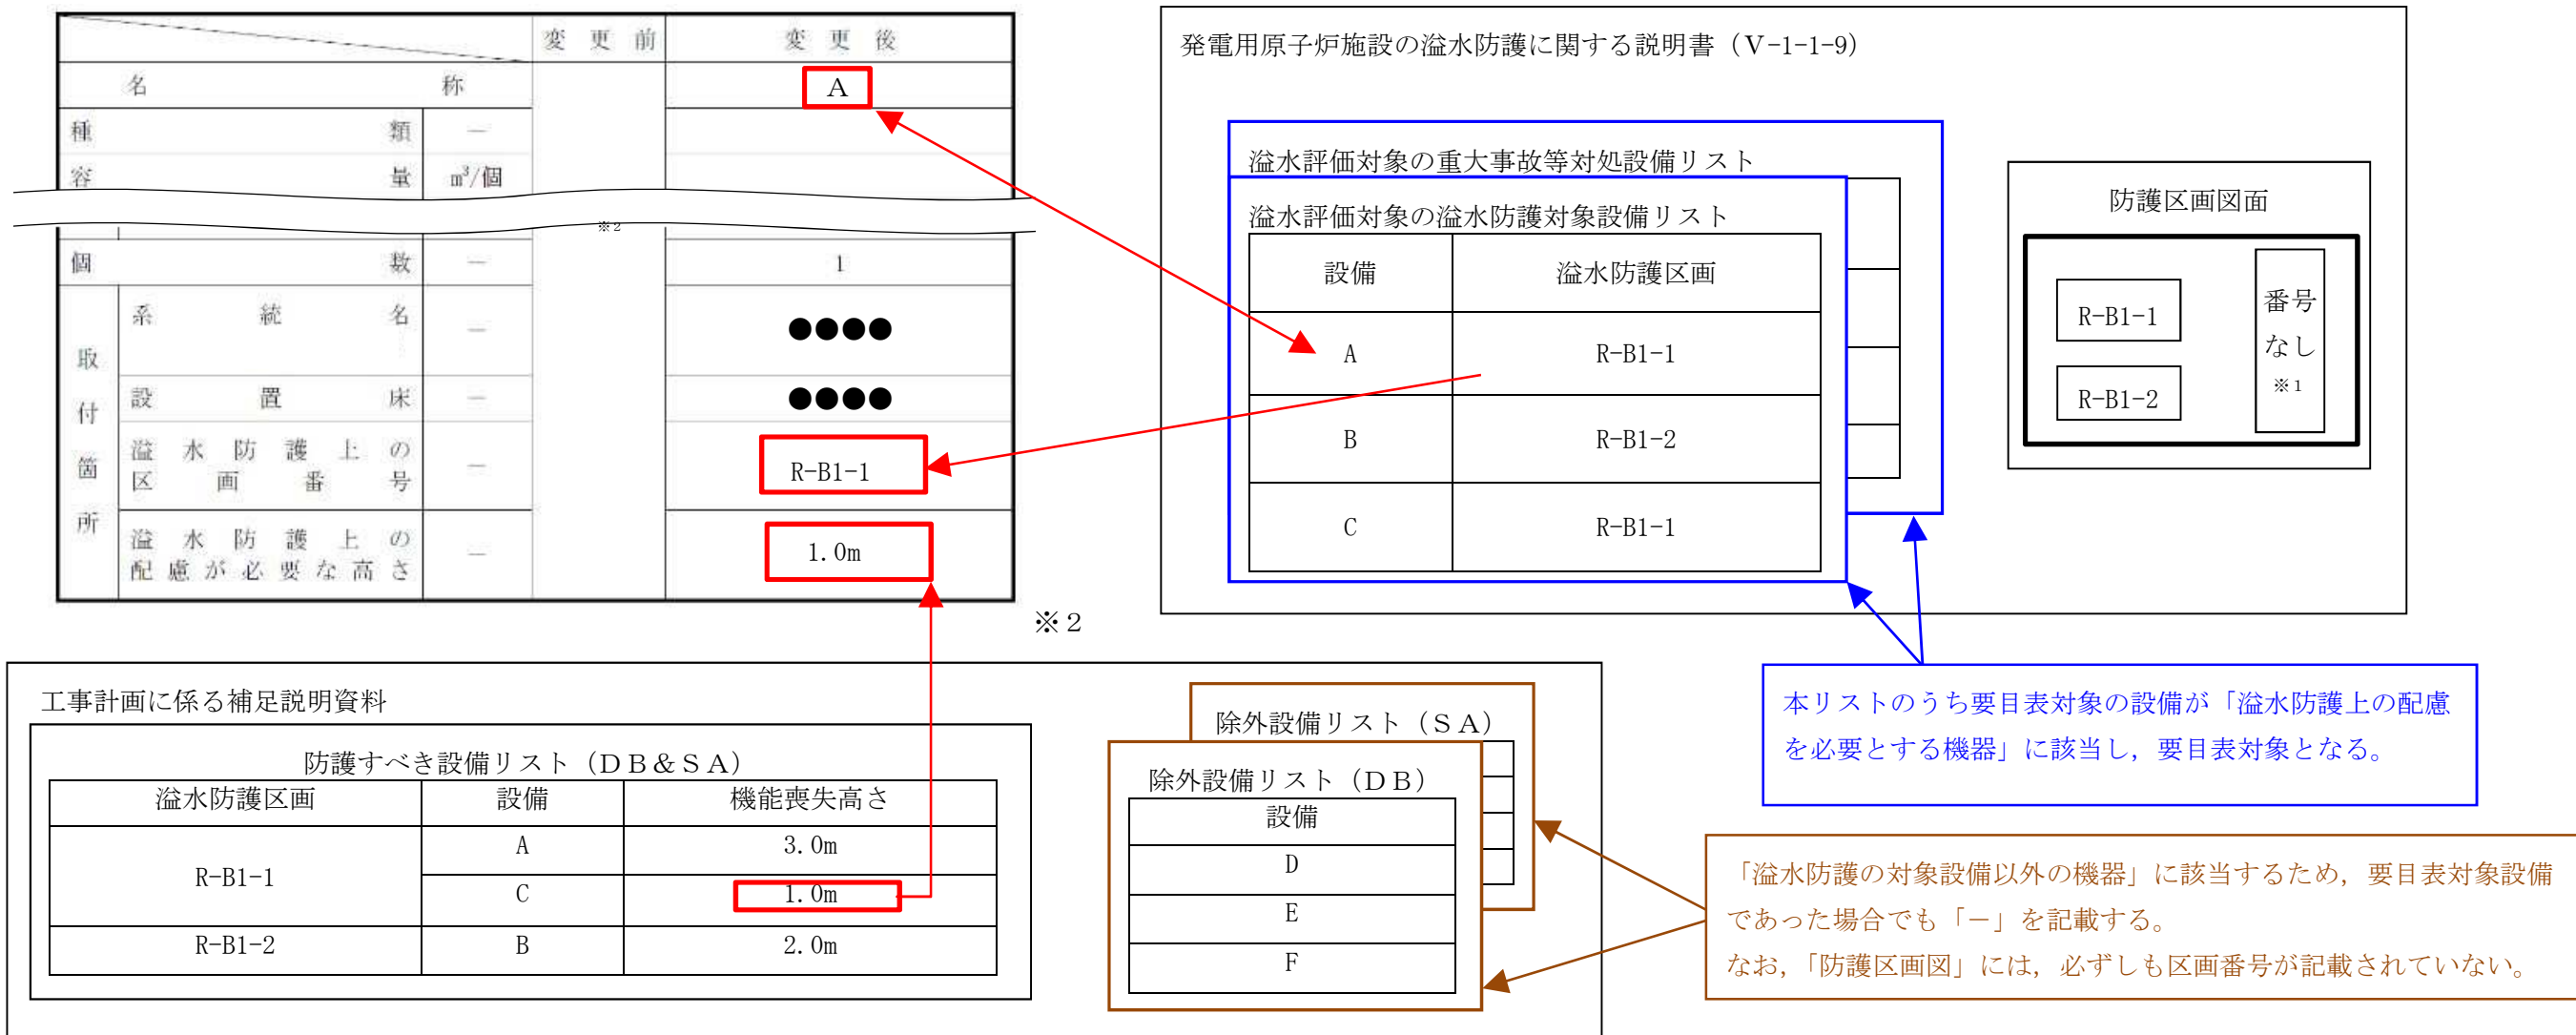 変更前 変更後
名称 A
種類 －
容量 m³/個
※2
個数 － 1
取付箇所
系統名 － ●●●●
設置床 － ●●●●
溢水防護上の
区画番号 － R-B1-1
溢水防護上の
配慮が必要な高さ － 1.0m
※2
発電用原子炉施設の溢水防護に関する説明書（Ⅴ-1-1-9）
溢水評価対象の重大事故等対処設備リスト
溢水評価対象の溢水防護対象設備リスト
設備 溢水防護区画
A R-B1-1
B R-B1-2
C R-B1-1
防護区画図面
R-B1-1
R-B1-2
番号
なし
※1
本リストのうち要目表対象の設備が「溢水防護上の配慮
を必要とする機器」に該当し，要目表対象となる。
工事計画に係る補足説明資料
防護すべき設備リスト（ＤＢ＆ＳＡ）
溢水防護区画 設備 機能喪失高さ
R-B1-1 A 3.0m
C 1.0m
R-B1-2 B 2.0m
除外設備リスト（ＳＡ）
除外設備リスト（ＤＢ）
設備
D
E
F
「溢水防護の対象設備以外の機器」に該当するため，要目表対象設備
であった場合でも「－」を記載する。
なお，「防護区画図」には，必ずしも区画番号が記載されていない。